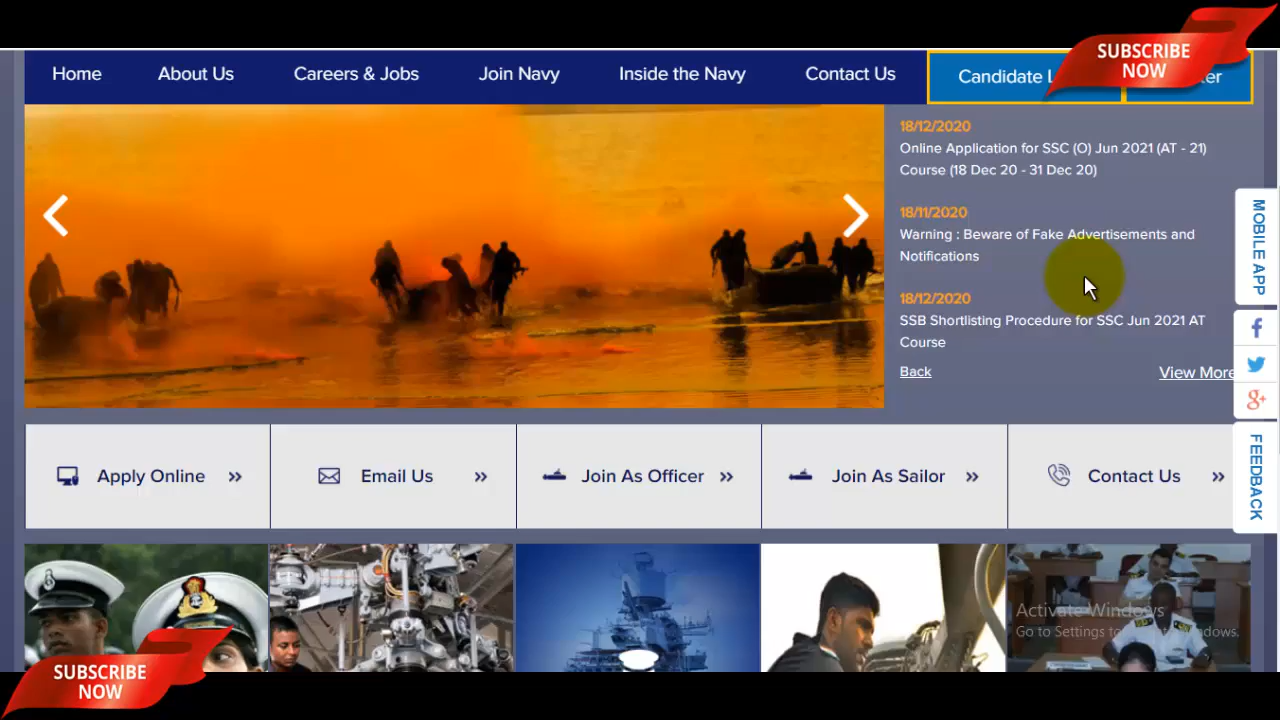 SUBSCRIBE
NOW
Home
About Us
Careers & Jobs
Join Navy
Inside the Navy
Contact Us
Candidate
18/12/2020
Online Application for SSC (O) Jun 2021 (AT - 21)
Course (18 Dec 20 - 31 Dec 20)
18/11/2020
Warning : Beware of Fake Advertisements and
Notifications
18/12/2020
SSB Shortlisting Procedure for SSC Jun 2021 AT
Course
Back
View More
MOBILE APP
FEEDBACK
Apply Online
Email Us
Join As Officer
Join As Sailor
Contact Us
Activate Windows
Go to Settings to Windows.
SUBSCRIBE
NOW